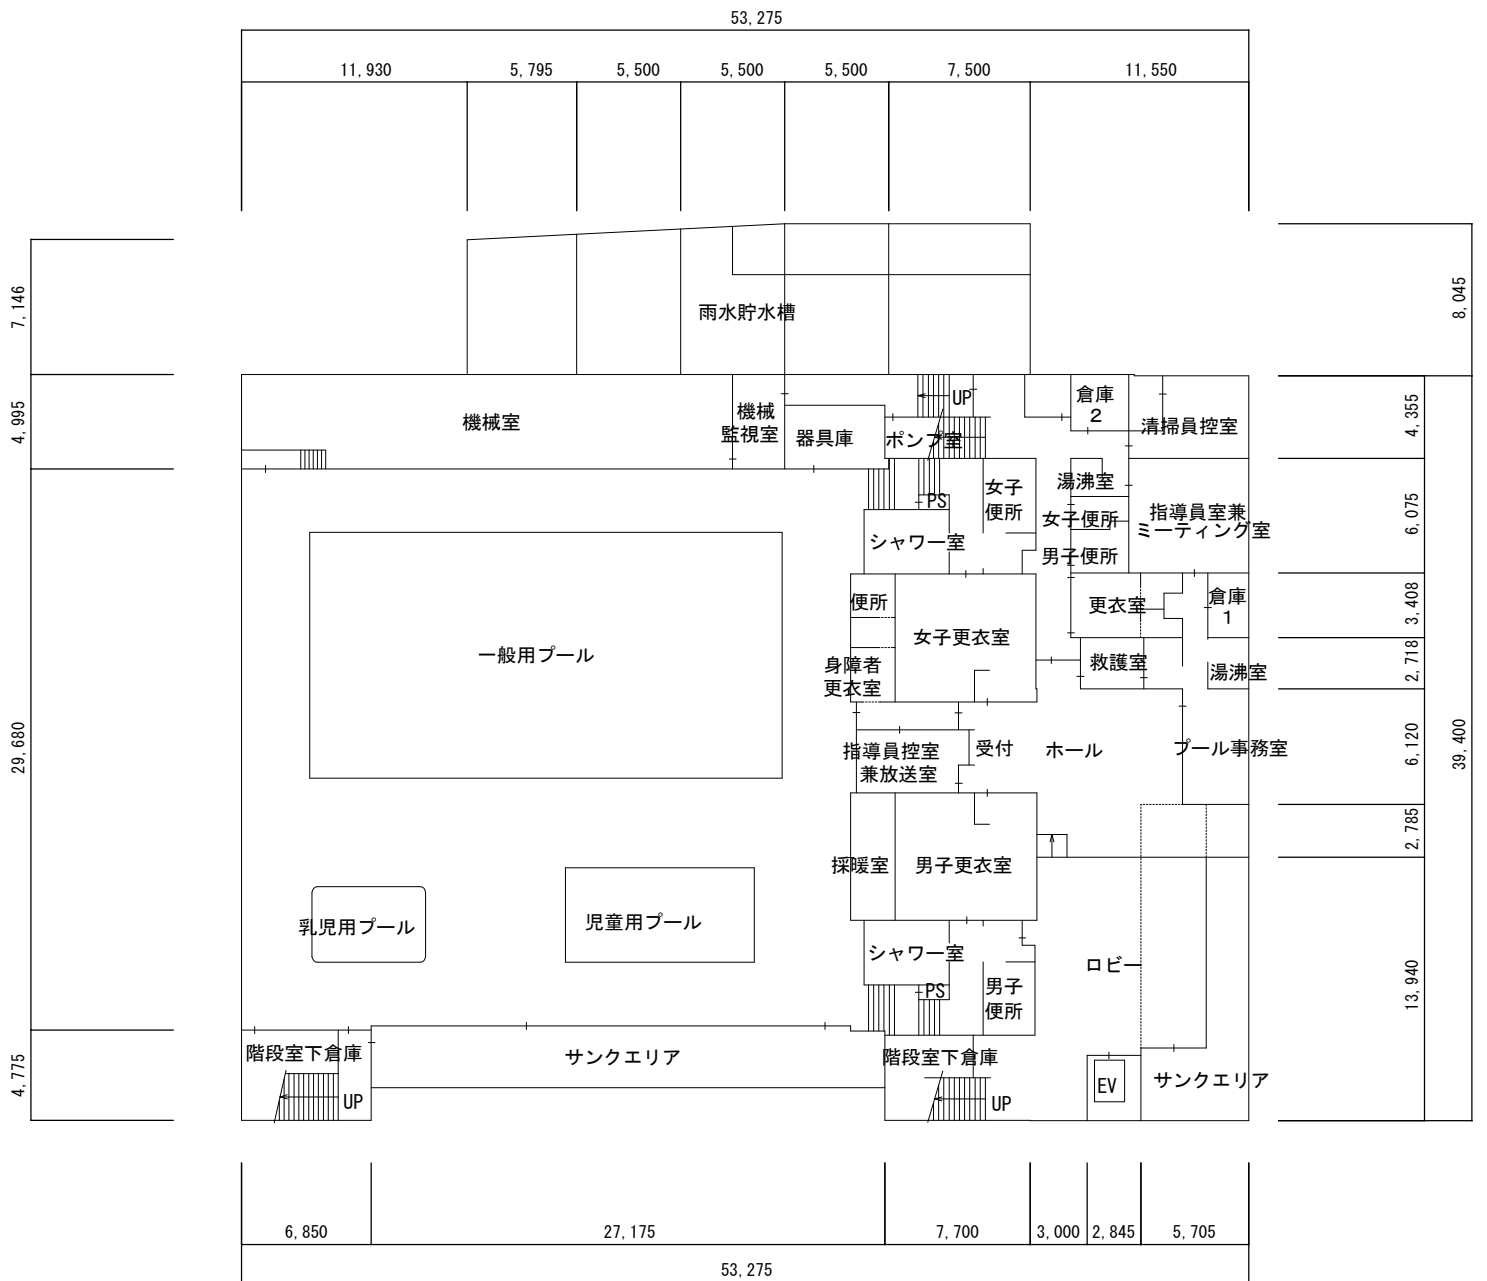 53,275
11,930
5,795
5,500
5,500
5,500
7,500
11,550
7,146
8,045
雨水貯水槽
4,995
機械室
機械
監視室
器具庫
ポンプ室
UP
倉庫
2
清掃員控室
4,355
PS
女子
便所
シャワー室
湯沸室
女子便所
男子便所
指導員室兼
ミーティング室
6,075
便所
女子更衣室
更衣室
倉庫
1
3,408
一般用プール
身障者
更衣室
救護室
湯沸室
2,718
29,680
指導員控室
兼放送室
受付
ホール
プール事務室
6,120
39,400
2,785
採暖室
男子更衣室
乳児用プール
児童用プール
シャワー室
PS
男子
便所
ロビー
13,940
4,775
階段室下倉庫
UP
サンクエリア
階段室下倉庫
UP
EV
サンクエリア
6,850
27,175
7,700
3,000
2,845
5,705
53,275